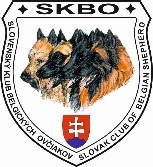 SKBO
SLOVENSKÝ KLUB BELGICKÝCH OVČIAKOV
SLOVAK CLUB OF BELGIAN SHEPHERD